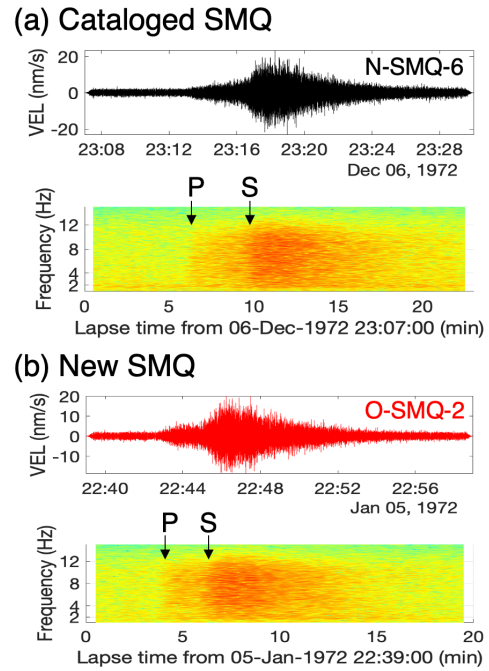 (a) Cataloged SMQ
N-SMQ-6
VEL (nm/s)
20
0
-20
23:08 23:12 23:16 23:20 23:24 23:28
Dec 06, 1972
P S
Frequency (Hz)
12
8
4
2
0 5 10 15 20
Lapse time from 06-Dec-1972 23:07:00 (min)
(b) New SMQ
O-SMQ-2
VEL (nm/s)
20
10
0
-10
22:40 22:44 22:48 22:52 22:56
Jan 05, 1972
P S
Frequency (Hz)
12
8
4
2
0 5 10 15 20
Lapse time from 05-Jan-1972 22:39:00 (min)